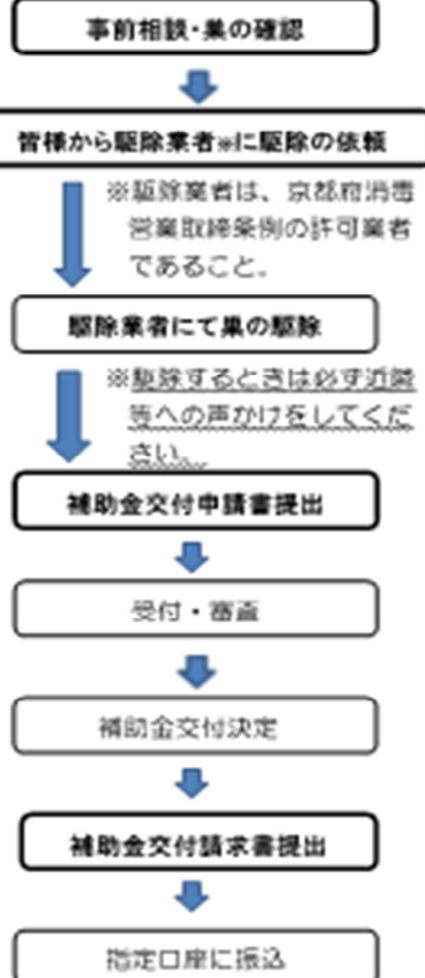 事前相談・巣の確認
皆様から駆除業者※に駆除の依頼
※駆除業者は、京都府消毒
営業取締条例の許可業者
であること。
駆除業者にて巣の駆除
※駆除するときは必ず近隣
等への声かけをしてくだ
さい。
補助金交付申請書提出
受付・審査
補助金交付決定
補助金交付請求書提出
指定口座に振込